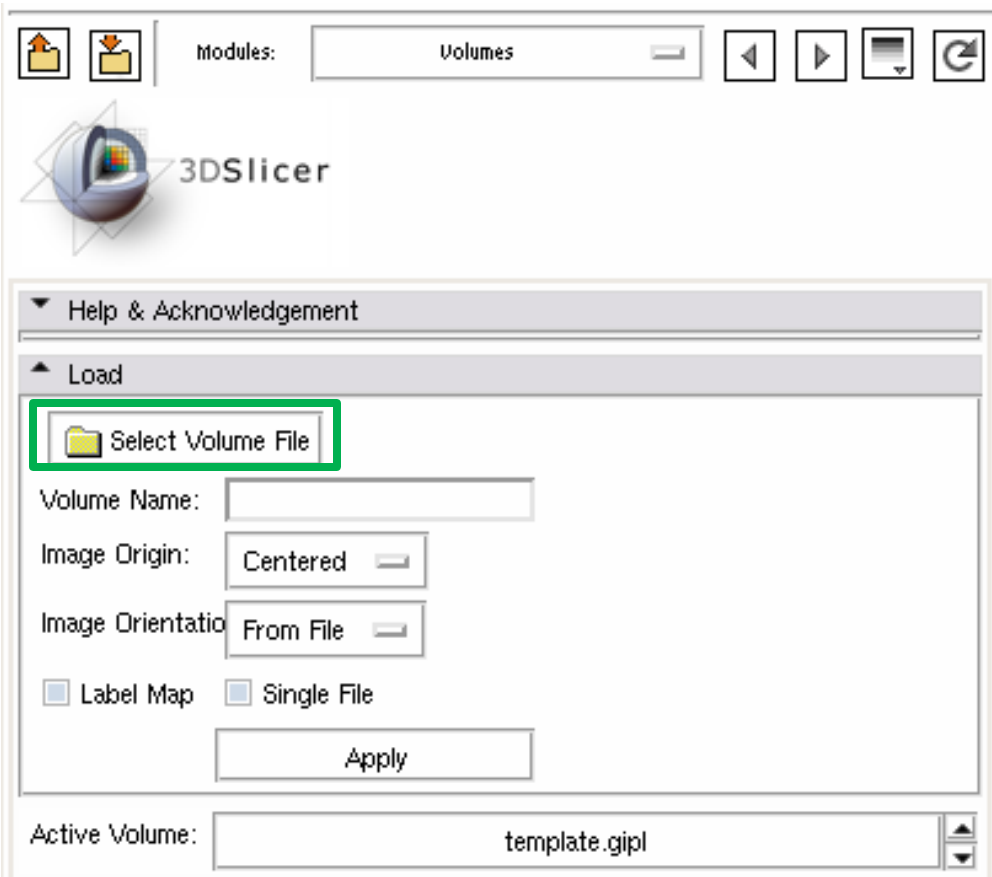 Modules: Volumes
3DSlicer
Help & Acknowledgement
Load
Select Volume File
Volume Name:
Image Origin: Centered
Image Orientatio From File
Label Map Single File
Apply
Active Volume: template.gipl